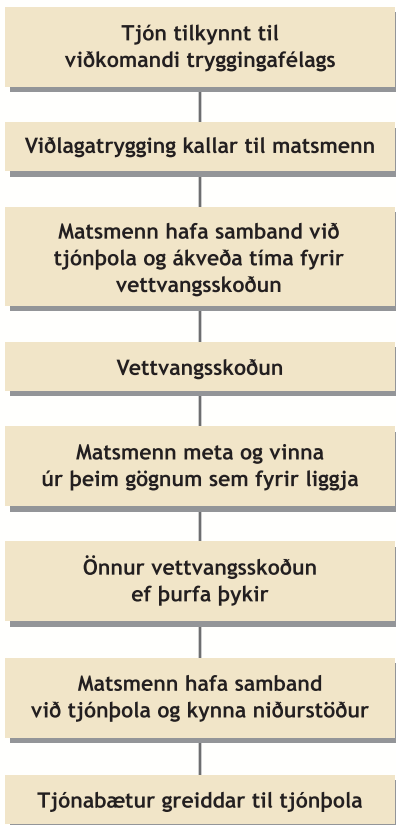 Tjón tilkynnt til
viðkomandi tryggingafélags
Viðlagatrygging kallar til matsmenn
Matsmenn hafa samband við
tjónþola og ákveða tíma fyrir
vettvangsskoðun
Vettvangsskoðun
Matsmenn meta og vinna
úr þeim gögnum sem fyrir liggja
Önnur vettvangsskoðun
ef þurfa þykir
Matsmenn hafa samband
við tjónþola og kynna niðurstöður
Tjónabætur greiddar til tjónþola